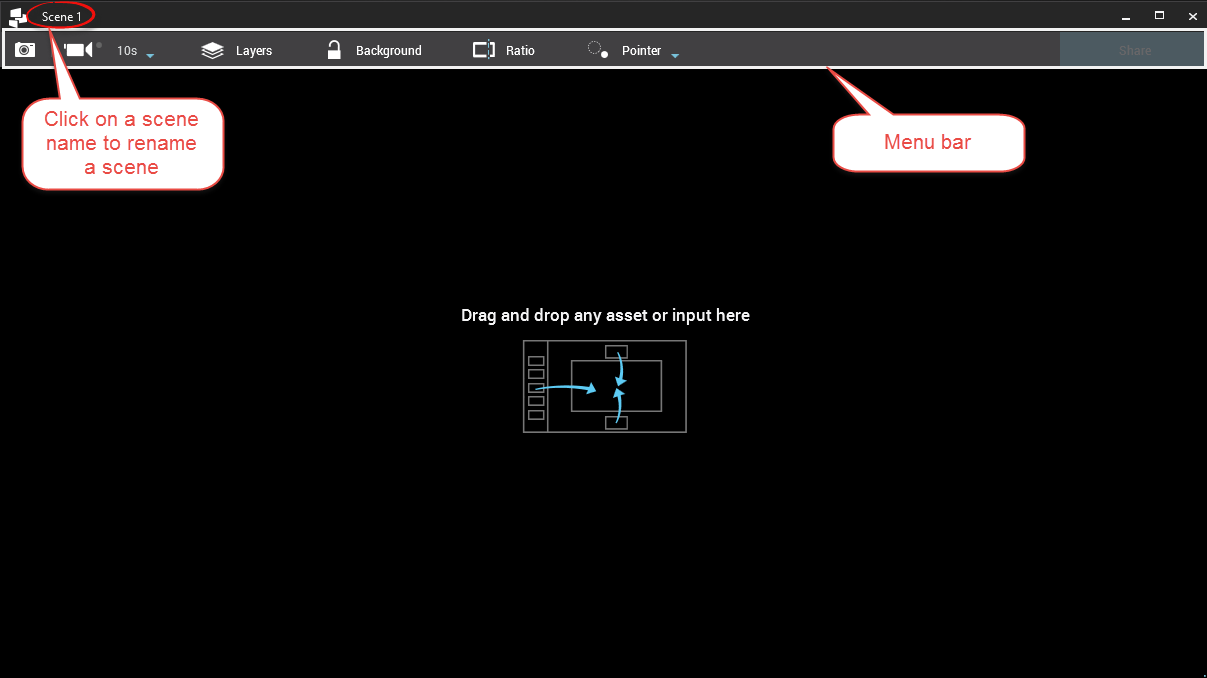 Scene 1
10s
Layers
Background
Ratio
Pointer
Share
Click on a scene
name to rename
a scene
Menu bar
Drag and drop any asset or input here